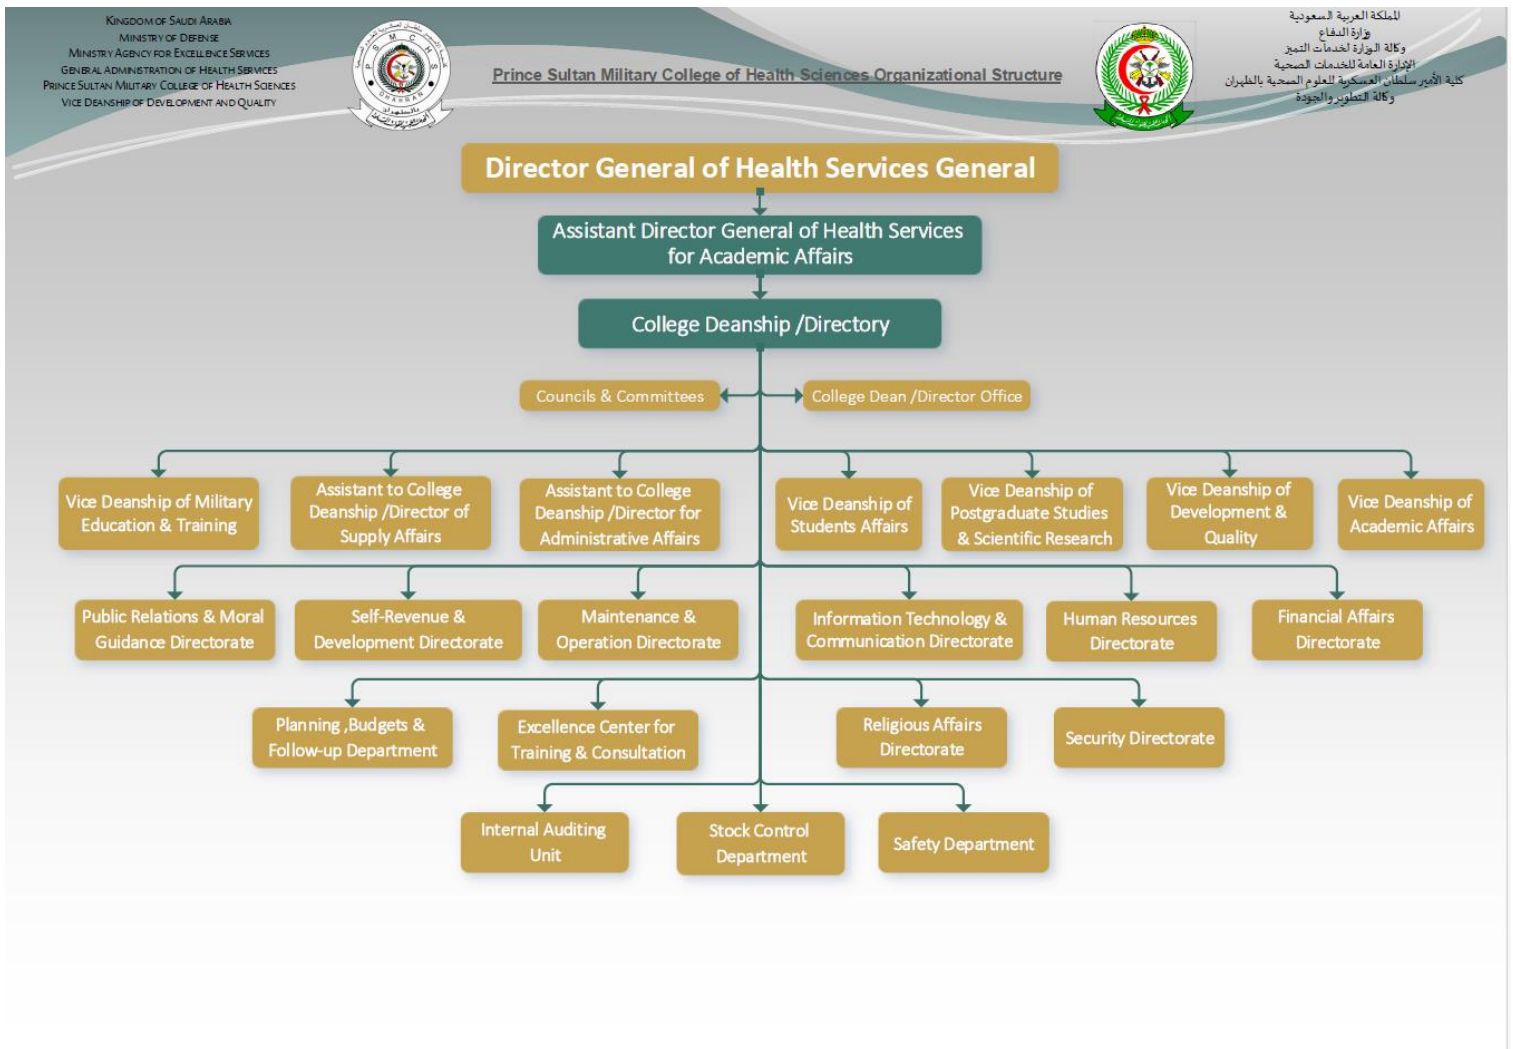 KINGDOM OF SAUDI ARABIA
MINISTRY OF DEFENSE
MINISTRY AGENCY FOR EXCELLENCE SERVICES
GENERAL ADMINISTRATION OF HEALTH SERVICES
PRINCE SULTAN MILITARY COLLEGE OF HEALTH SCIENCES
VICE DEANSHIP OF DEVELOPMENT AND QUALITY
P S M C H S
DHAHRAN
Prince Sultan Military College of Health Sciences Organizational Structure
المملكة العربية السعودية
وزارة الدفاع
وكالة الوزارة لخدمات التميز
الإدارة العامة للخدمات الصحية
كلية الأمير سلطان العسكرية للعلوم الصحية بالظهران
وكالة التطوير والجودة
Director General of Health Services General
Assistant Director General of Health Services
for Academic Affairs
College Deanship /Directory
Councils & Committees
College Dean /Director Office
Vice Deanship of Military
Education & Training
Assistant to College
Deanship /Director of
Supply Affairs
Assistant to College
Deanship /Director for
Administrative Affairs
Vice Deanship of
Students Affairs
Vice Deanship of
Postgraduate Studies
& Scientific Research
Vice Deanship of
Development &
Quality
Vice Deanship of
Academic Affairs
Public Relations & Moral
Guidance Directorate
Self-Revenue &
Development Directorate
Maintenance &
Operation Directorate
Information Technology &
Communication Directorate
Human Resources
Directorate
Financial Affairs
Directorate
Planning ,Budgets &
Follow-up Department
Excellence Center for
Training & Consultation
Religious Affairs
Directorate
Security Directorate
Internal Auditing
Unit
Stock Control
Department
Safety Department